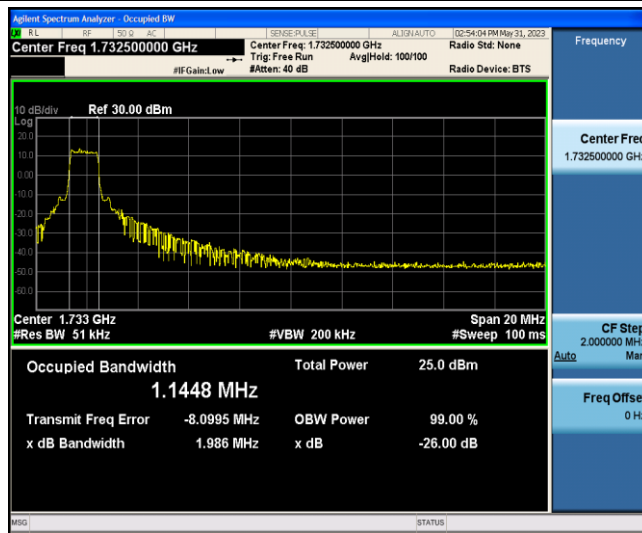 Agilent Spectrum Analyzer - Occupied BW
RL RF 50 Ω AC SENSE:PULSE ALIGNAUTO 02:54:04 PM May 31, 2023
Center Freq 1.732500000 GHz
Center Freq: 1.732500000 GHz Radio Std: None
Trig: Free Run Avg|Hold: 100/100
#IFGain:Low #Atten: 40 dB Radio Device: BTS
10 dB/div Ref 30.00 dBm
Log
20.0
10.0
0.00
-10.0
-20.0
-30.0
-40.0
-50.0
-60.0
Center 1.733 GHz Span 20 MHz
#Res BW 51 kHz #VBW 200 kHz #Sweep 100 ms
Occupied Bandwidth Total Power 25.0 dBm
1.1448 MHz
Transmit Freq Error -8.0995 MHz OBW Power 99.00 %
x dB Bandwidth 1.986 MHz x dB -26.00 dB
MSG STATUS
Frequency
Center Freq
1.732500000 GHz
CF Step
2.000000 MHz
Auto Man
Freq Offse
0 Hz